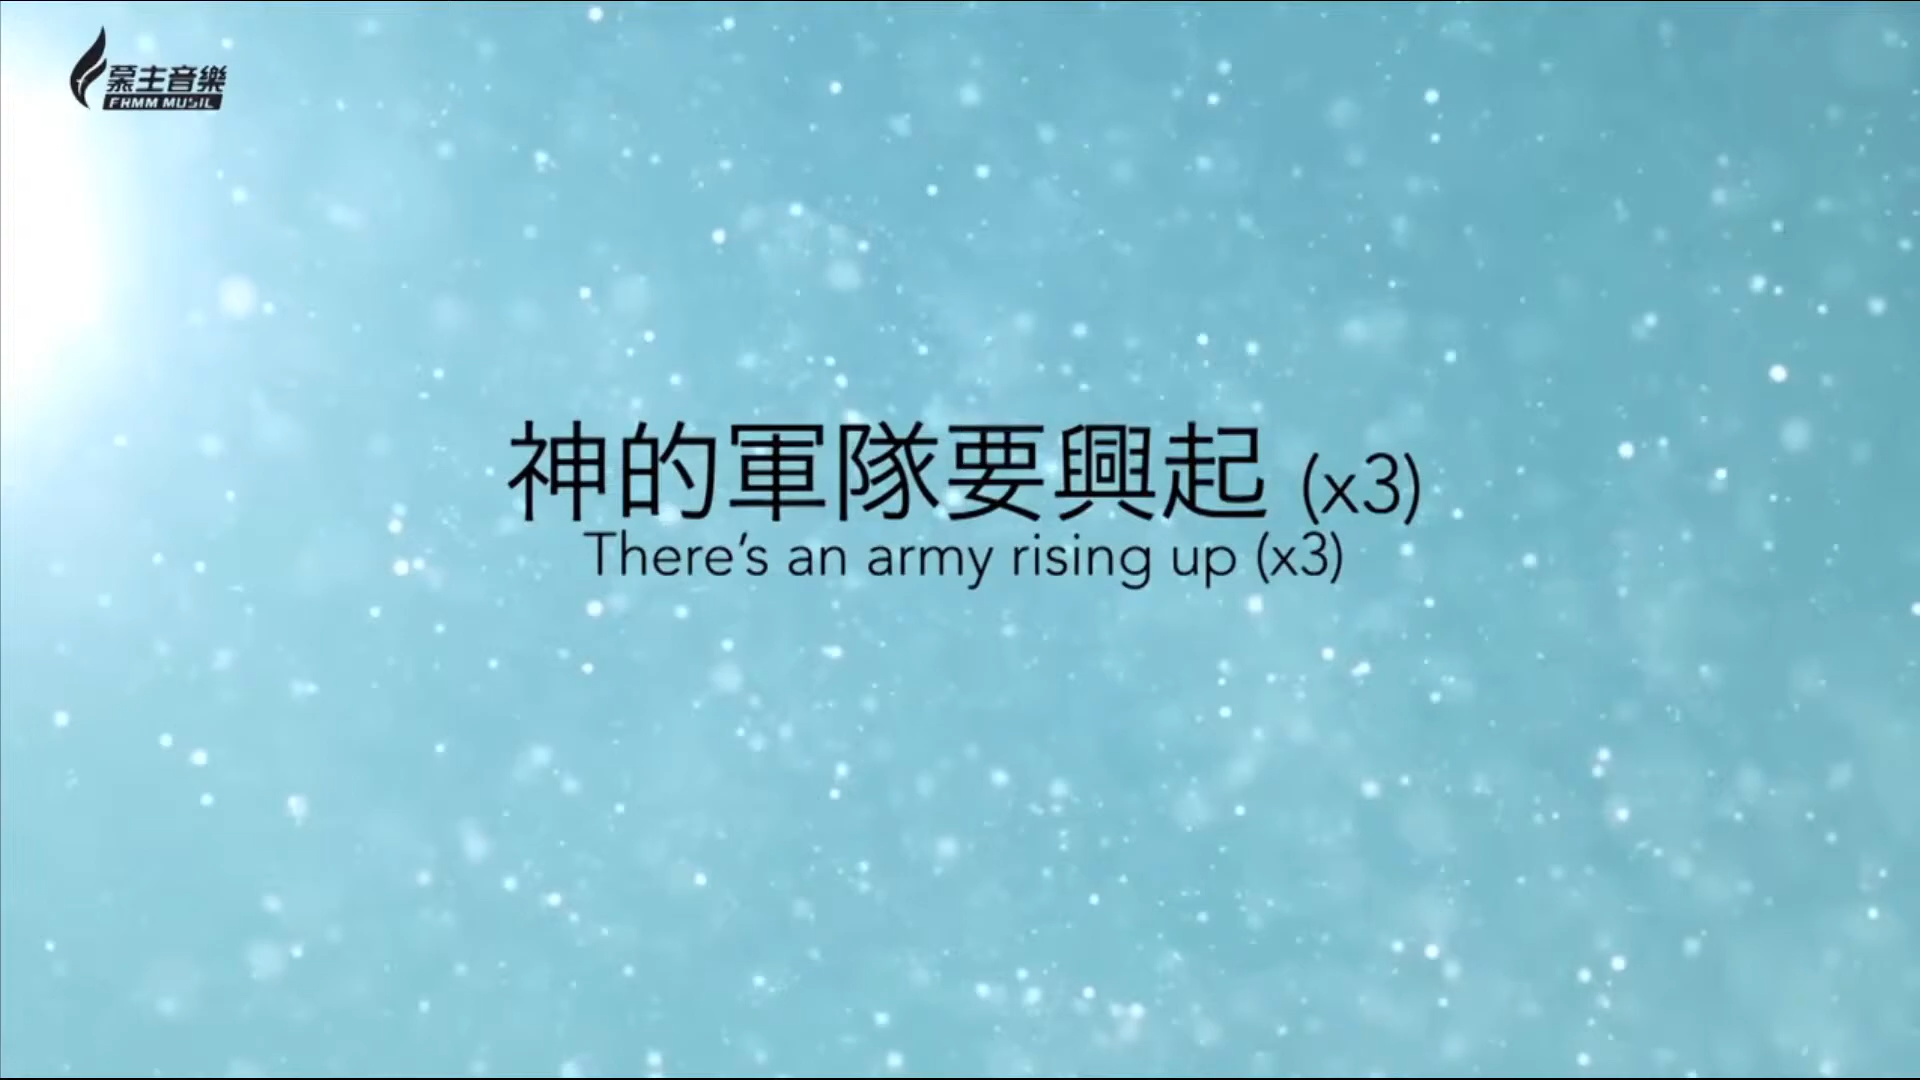 慕主音樂
FHMM MUSIC
神的軍隊要興起 (x3)
There's an army rising up (x3)